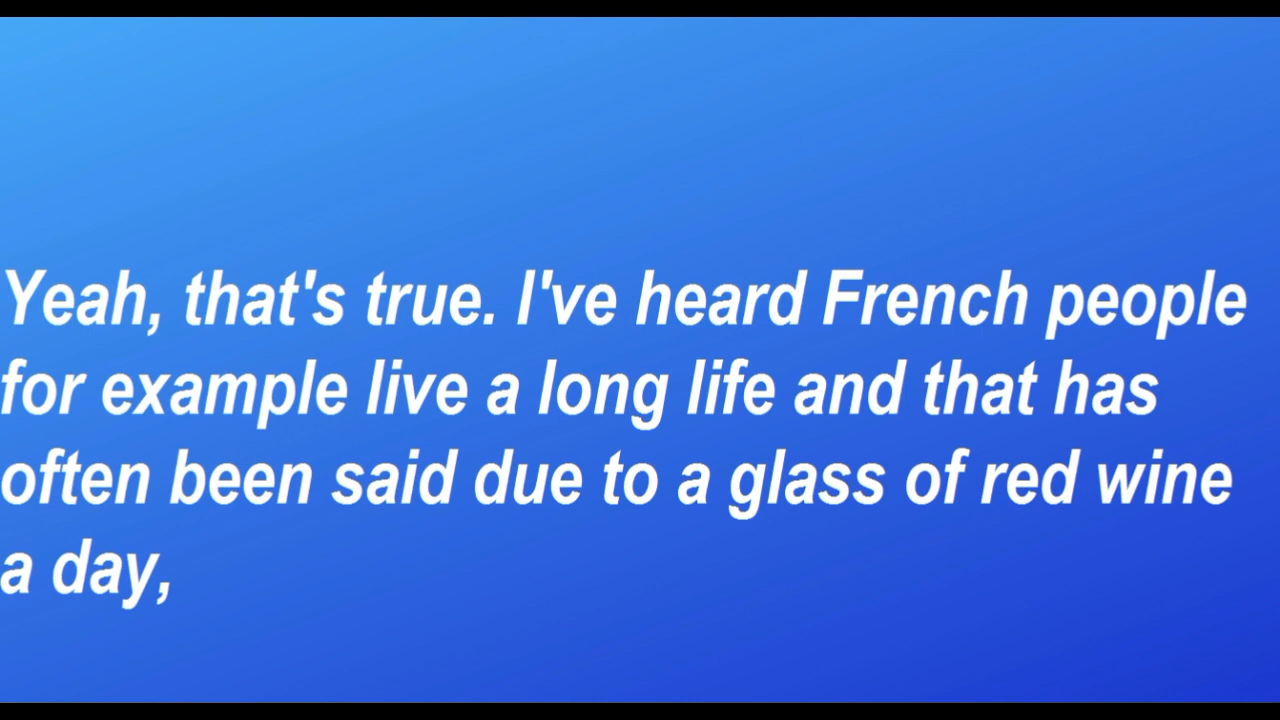 Yeah, that's true. I've heard French people
for example live a long life and that has
often been said due to a glass of red wine
a day,